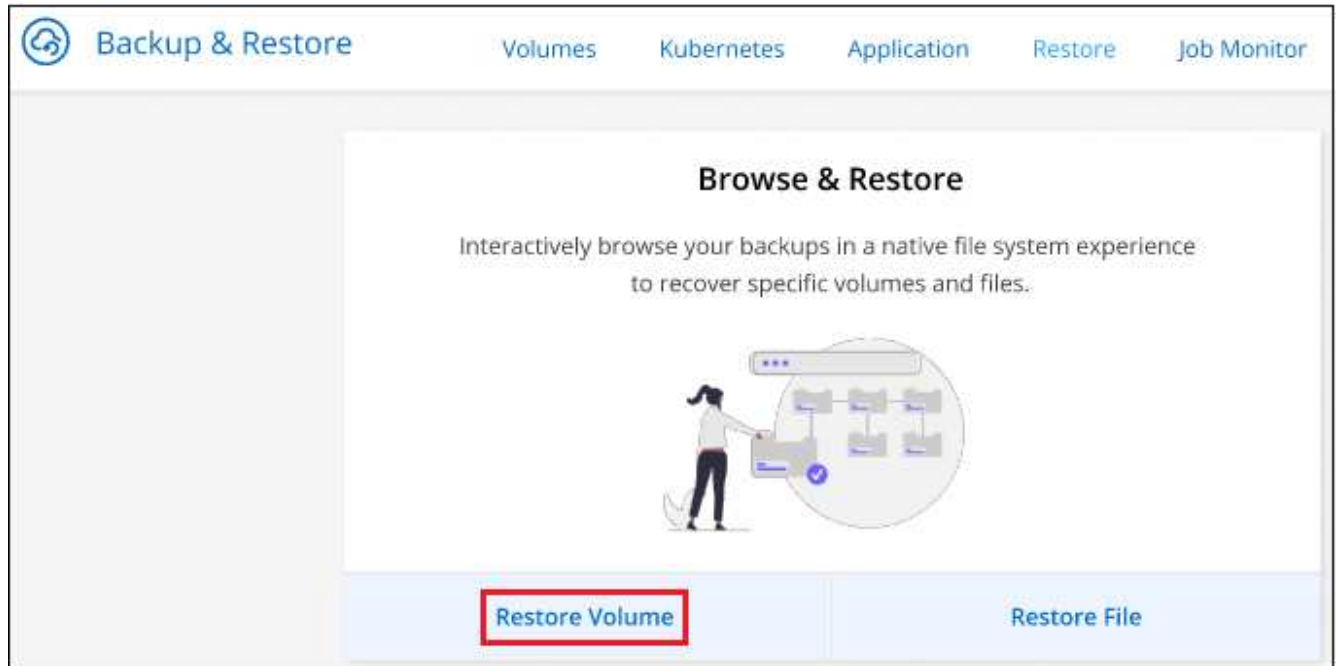 Backup & Restore Volumes Kubernetes Application Restore Job Monitor
Browse & Restore
Interactively browse your backups in a native file system experience
to recover specific volumes and files.
Restore Volume Restore File